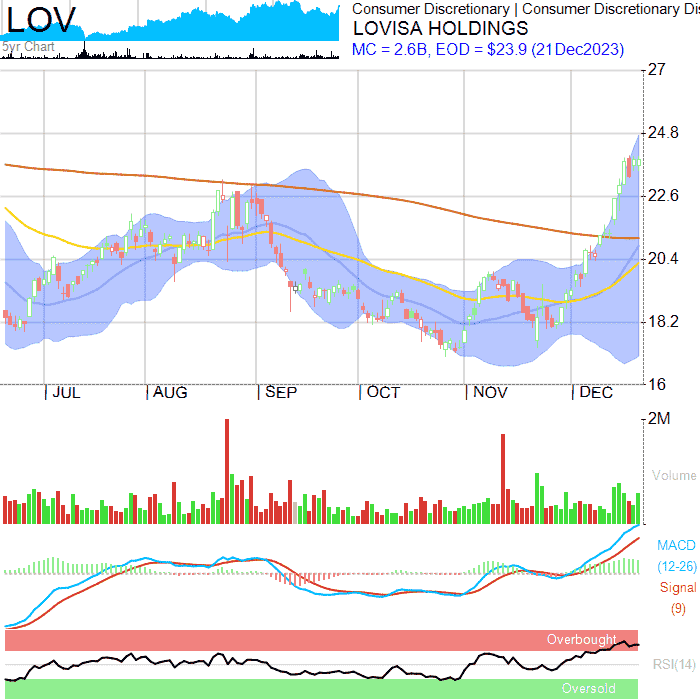 LOV
5yr Chart
Consumer Discretionary | Consumer Discretionary Dis
LOVISA HOLDINGS
MC = 2.6B, EOD = $23.9 (21Dec2023)
27
24.8
22.6
20.4
18.2
16
JUL
AUG
SEP
OCT
NOV
DEC
2M
Volume
MACD
(12-26)
Signal
(9)
Overbought
RSI(14)
Oversold